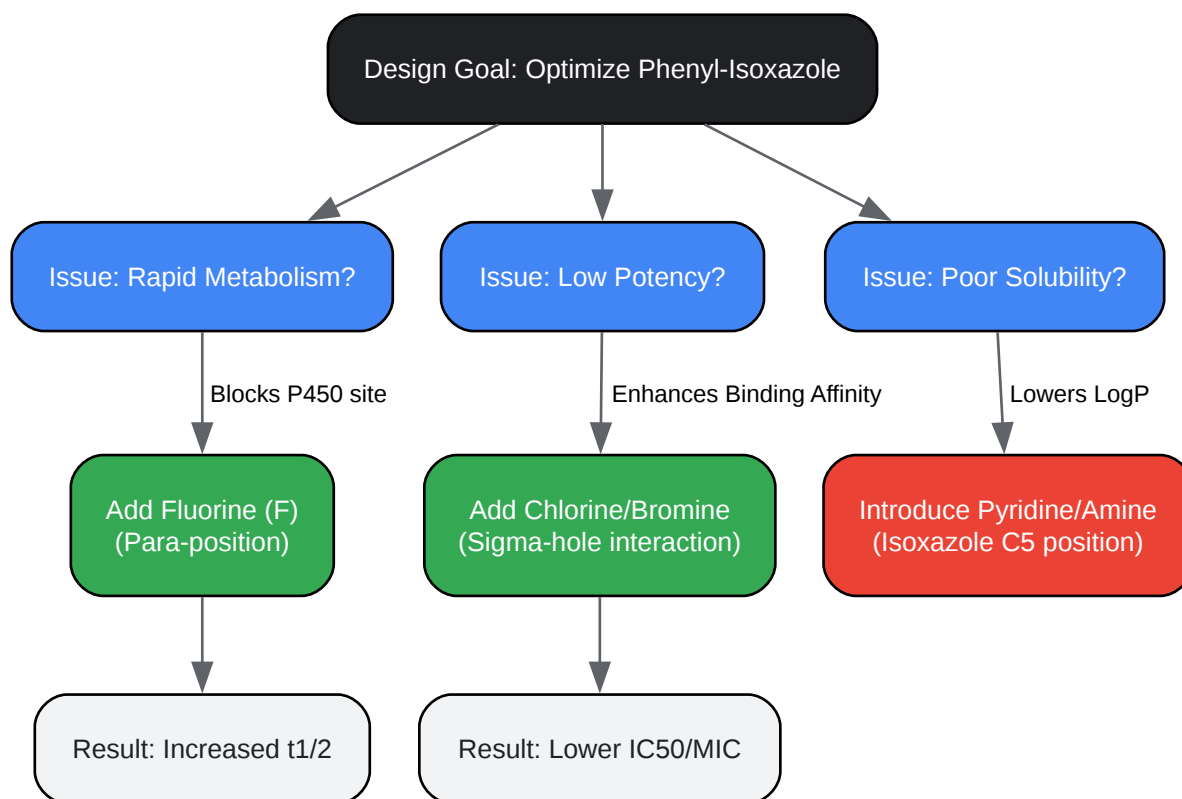 Design Goal: Optimize Phenyl-Isoxazole
Issue: Rapid Metabolism?
Issue: Low Potency?
Issue: Poor Solubility?
Blocks P450 site
Enhances Binding Affinity
Lowers LogP
Add Fluorine (F)
(Para-position)
Add Chlorine/Bromine
(Sigma-hole interaction)
Introduce Pyridine/Amine
(Isoxazole C5 position)
Result: Increased t1/2
Result: Lower IC50/MIC